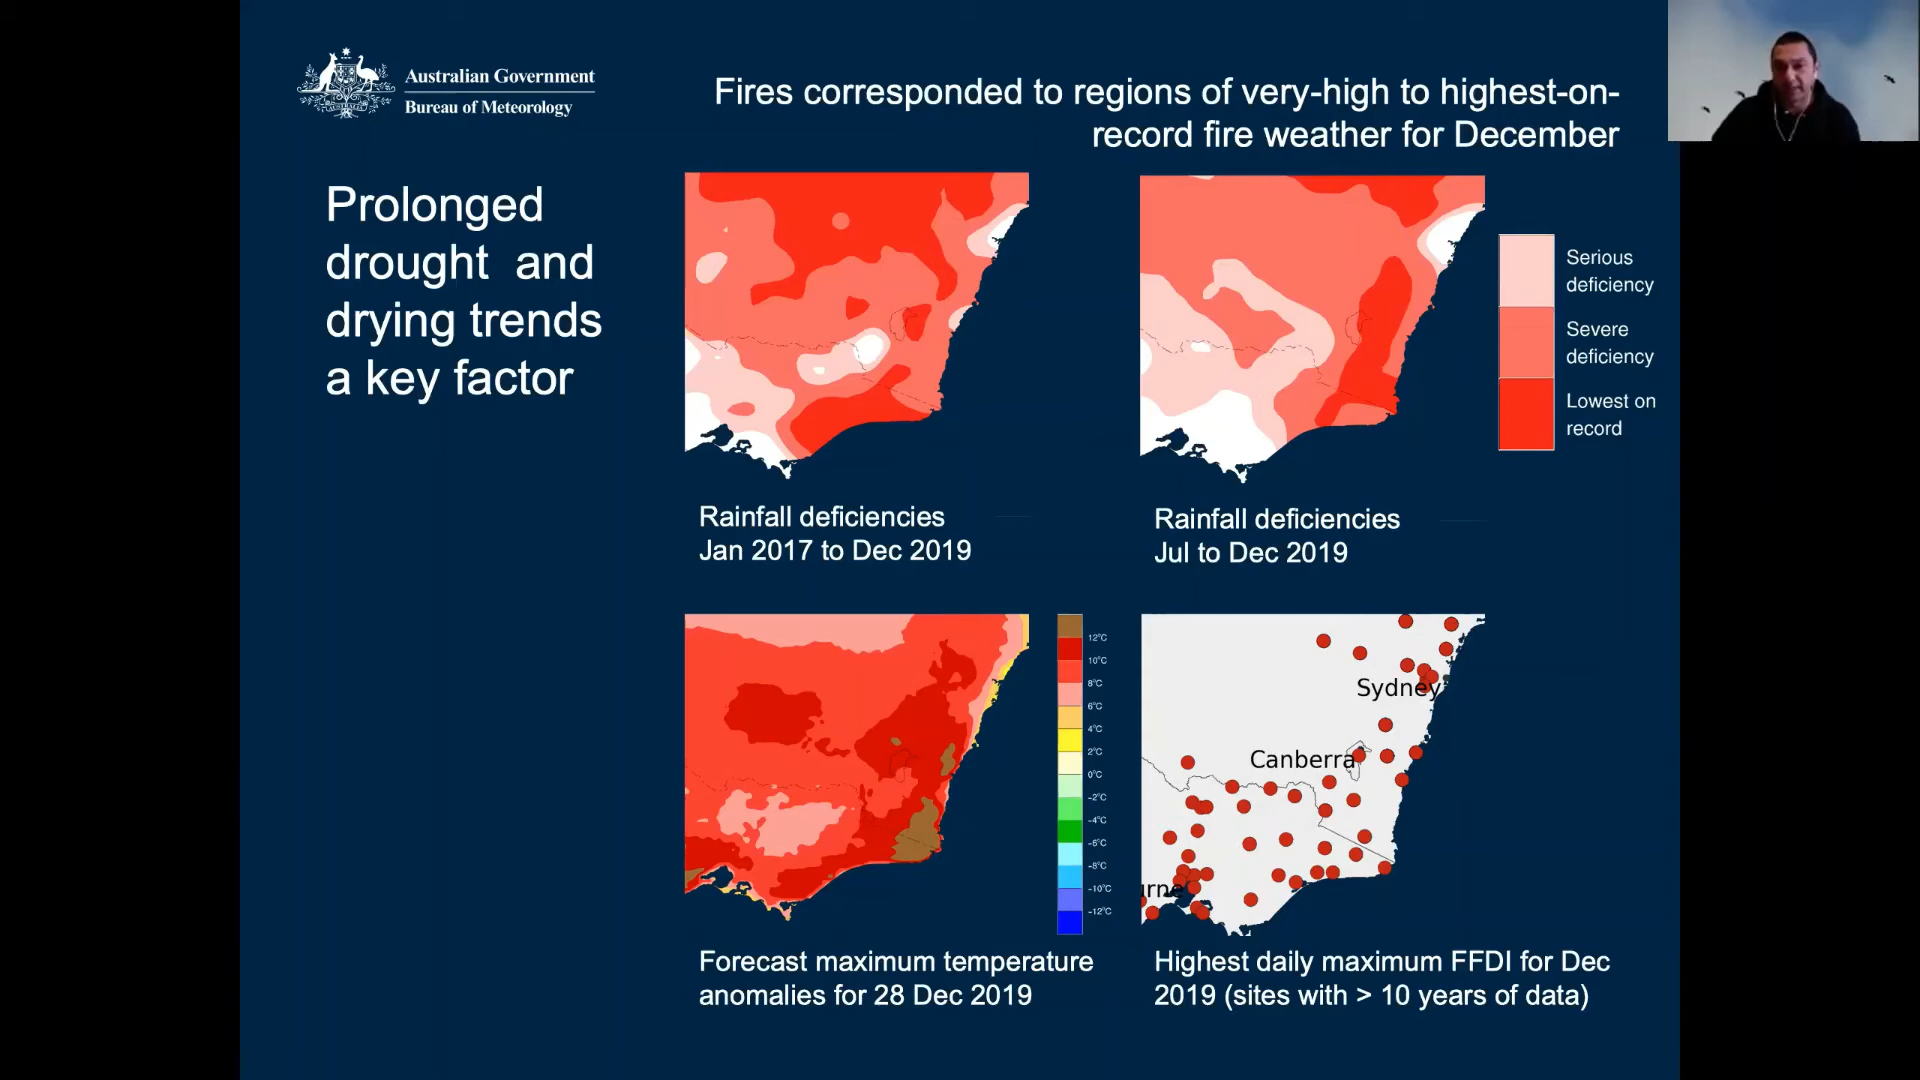 Australian Government
Bureau of Meteorology
Fires corresponded to regions of very-high to highest-on-
record fire weather for December
Prolonged
drought and
drying trends
a key factor
Serious
deficiency
Severe
deficiency
Lowest on
record
Rainfall deficiencies
Jan 2017 to Dec 2019
Rainfall deficiencies
Jul to Dec 2019
12°C
10°C
8°C
6°C
4°C
2°C
0°C
-2°C
-4°C
-6°C
-8°C
-10°C
-12°C
Sydney
Canberra
urne
Forecast maximum temperature
anomalies for 28 Dec 2019
Highest daily maximum FFDI for Dec
2019 (sites with > 10 years of data)